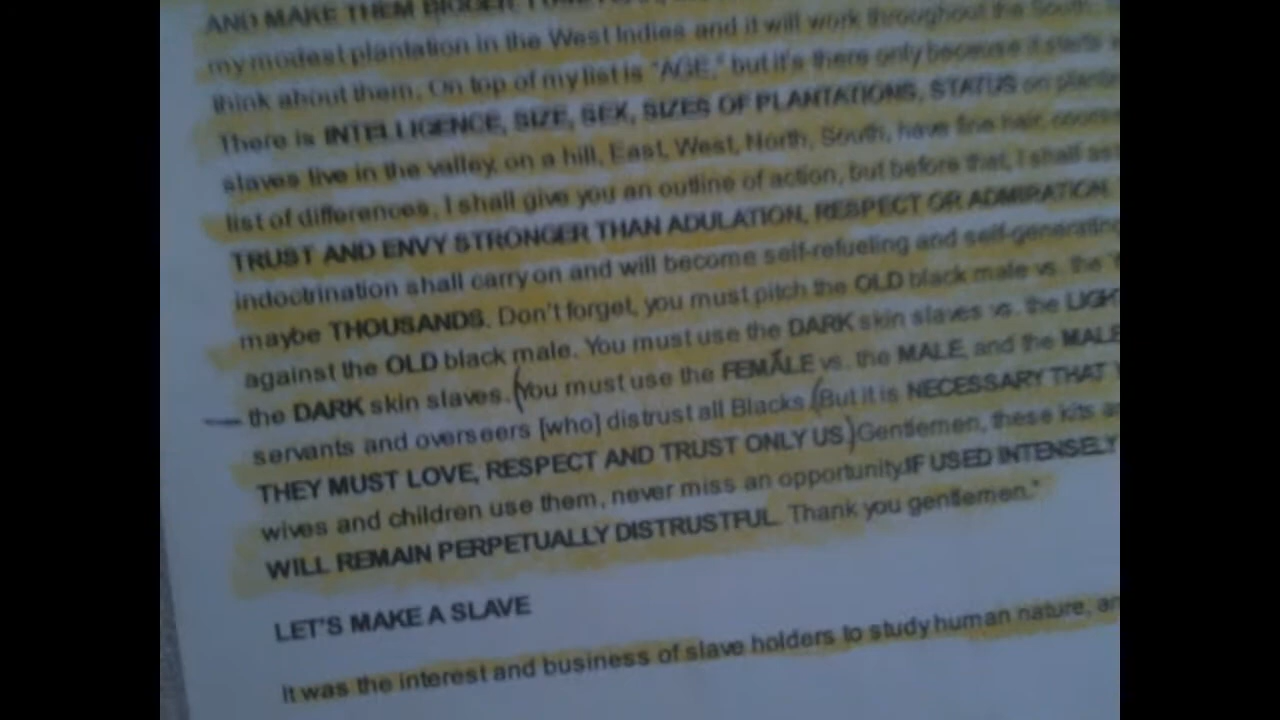 AND MAKE THEM BIGGER
my modest plantation in the West Indies and it will work throughout the South.
think about them. On top of my list is "AGE," but it's there only because it starts
There is INTELLIGENCE, SIZE, SEX, SIZES OF PLANTATIONS, STATUS on
slaves live in the valley, on a hill, East, West, North, South, have fine hair,
list of differences, I shall give you an outline of action, but before that, I shall
TRUST AND ENVY STRONGER THAN ADULATION, RESPECT OR ADMIRATION.
indoctrination shall carry on and will become self-refueling and self-generating
maybe THOUSANDS. Don't forget, you must pitch the OLD black male vs. the
against the OLD black male. You must use the DARK skin slaves vs. the LIGH
the DARK skin slaves. (You must use the FEMALE vs. the MALE, and the MALE
servants and overseers [who] distrust all Blacks. (But it is NECESSARY THAT
THEY MUST LOVE, RESPECT AND TRUST ONLY US.) Gentlemen, these kits
wives and children use them, never miss an opportunity. IF USED INTENSELY
WILL REMAIN PERPETUALLY DISTRUSTFUL. Thank you gentlemen."
LET'S MAKE A SLAVE
It was the interest and business of slave holders to study human nature,